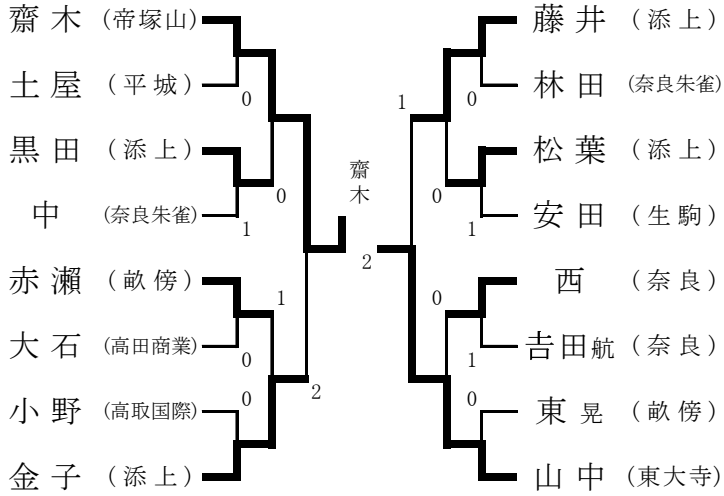 齋木 (帝塚山)
土屋 (平城)
黒田 (添上)
中 (奈良朱雀)
赤瀬 (畝傍)
大石 (高田商業)
小野 (高取国際)
金子 (添上)
0
0
1
1
0
0
2
齋木
2
1
0
0
1
0
1
0
藤井 (添上)
林田 (奈良朱雀)
松葉 (添上)
安田 (生駒)
西 (奈良)
𠮷田航 (奈良)
東晃 (畝傍)
山中 (東大寺)